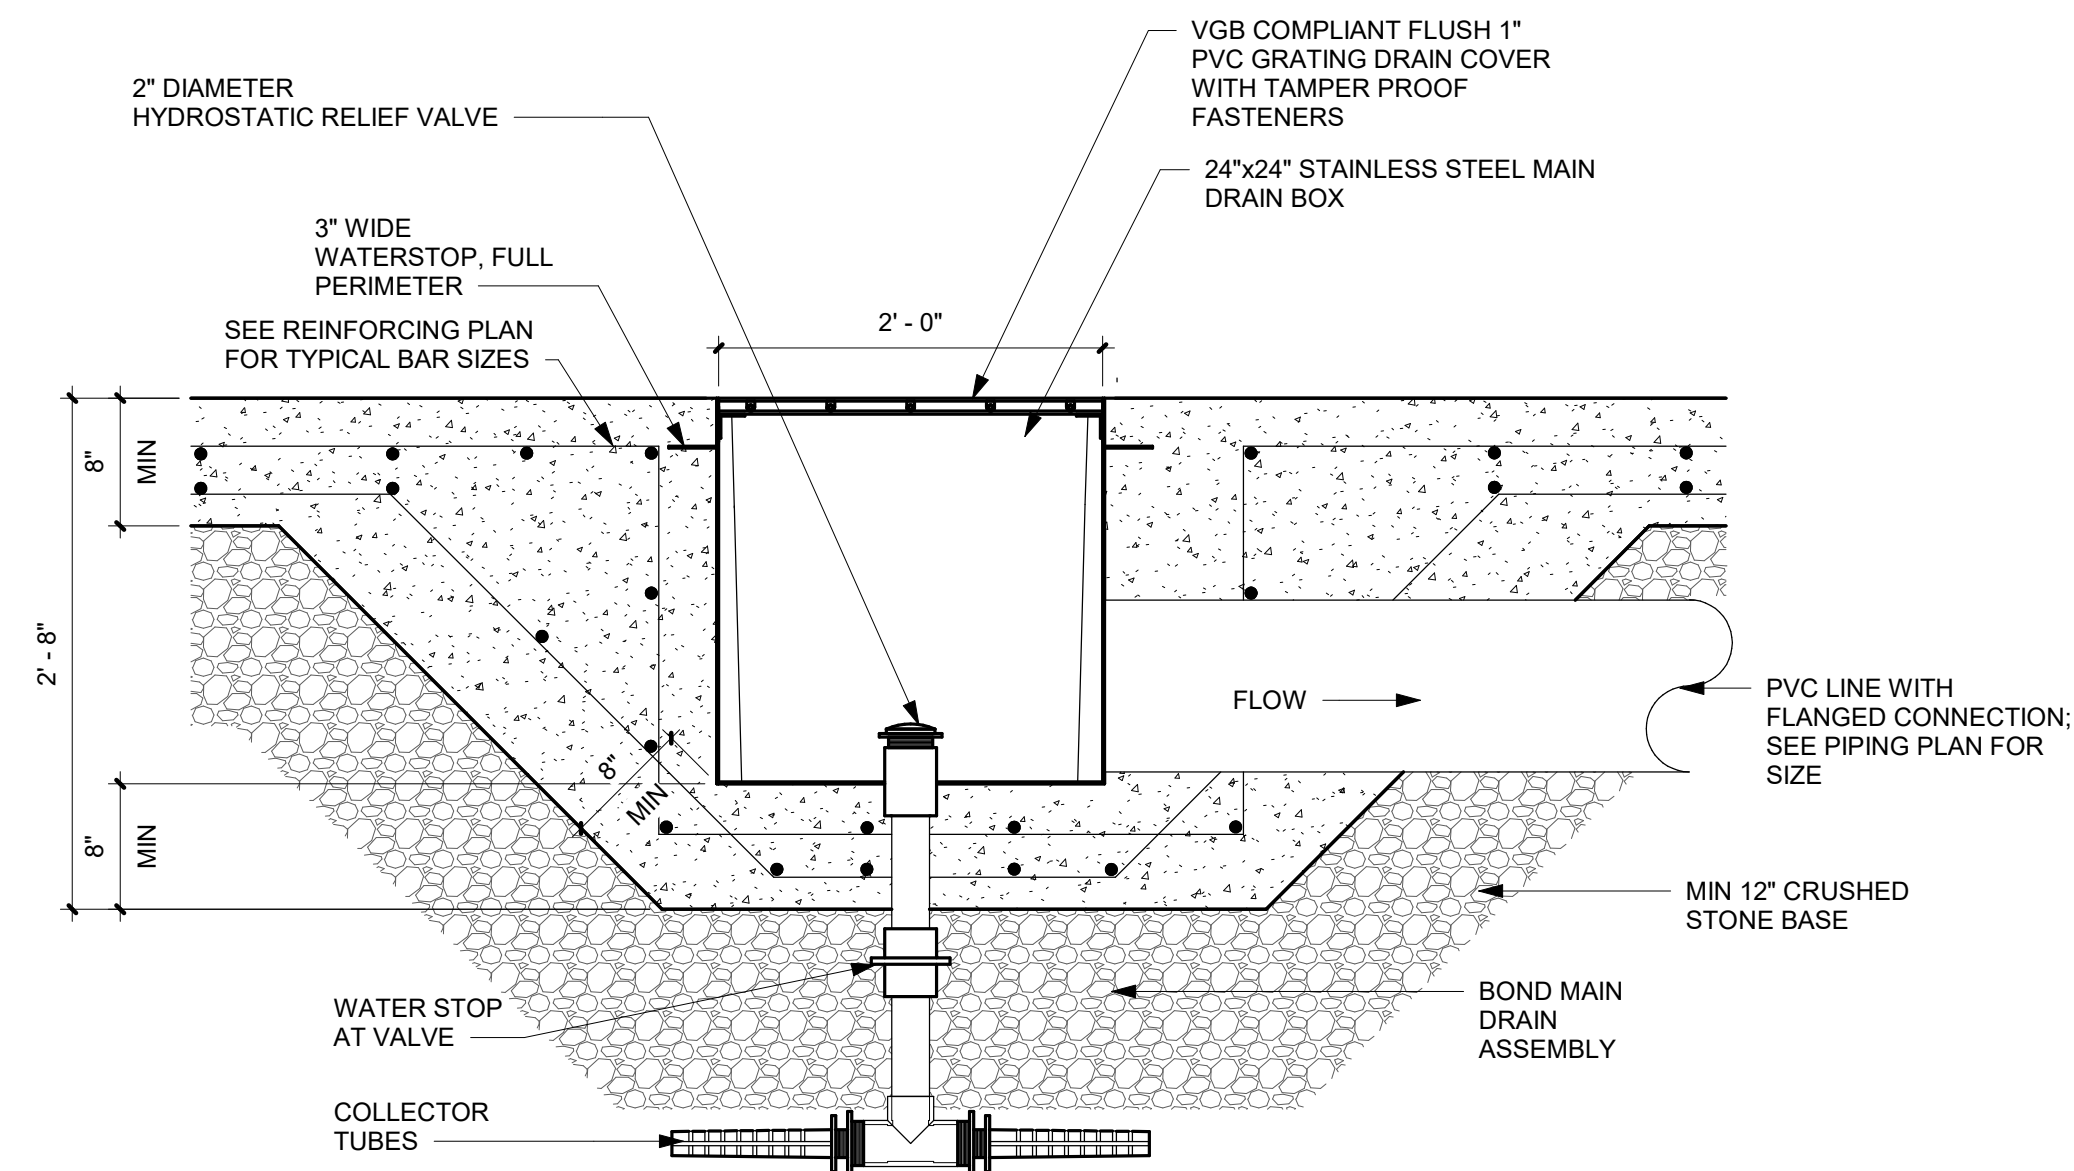 VGB COMPLIANT FLUSH 1"
PVC GRATING DRAIN COVER
WITH TAMPER PROOF
FASTENERS
2" DIAMETER
HYDROSTATIC RELIEF VALVE
24"x24" STAINLESS STEEL MAIN
DRAIN BOX
3" WIDE
WATERSTOP, FULL
PERIMETER
SEE REINFORCING PLAN
FOR TYPICAL BAR SIZES
2' - 0"
8"
MIN
2' - 8"
FLOW
PVC LINE WITH
FLANGED CONNECTION;
SEE PIPING PLAN FOR
SIZE
8"
MIN
8"
MIN
MIN 12" CRUSHED
STONE BASE
WATER STOP
AT VALVE
BOND MAIN
DRAIN
ASSEMBLY
COLLECTOR
TUBES